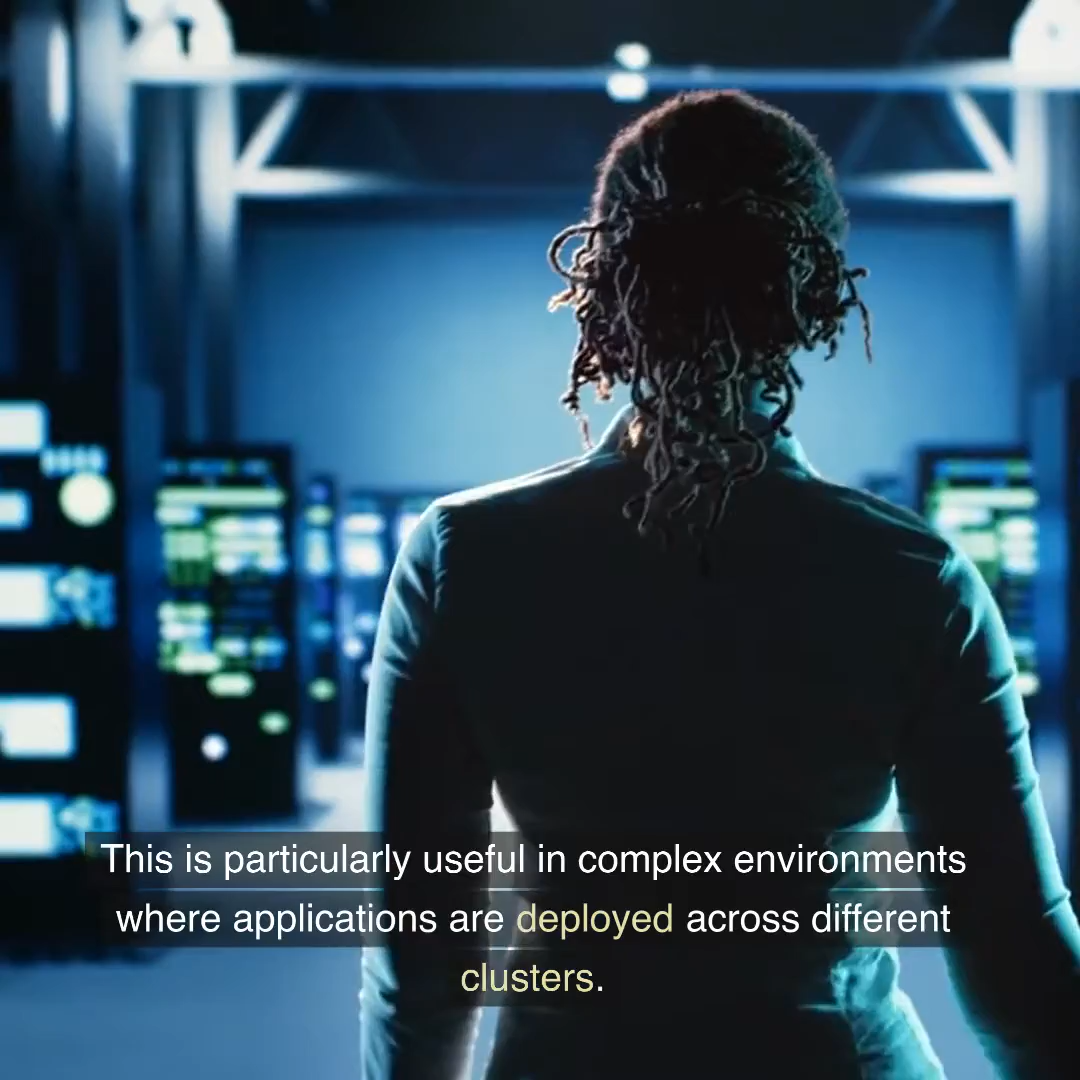 This is particularly useful in complex environments
where applications are deployed across different
clusters.